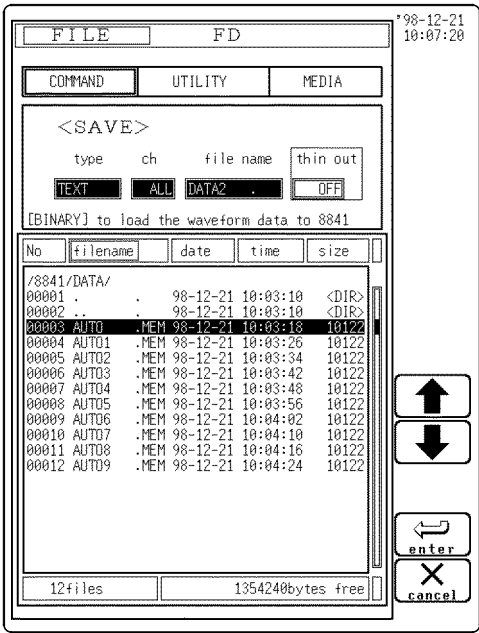 '98-12-21
10:07:20
FILE FD
COMMAND UTILITY MEDIA
<SAVE>
type ch file name thin out
TEXT ALL DATA2 . OFF
[BINARY] to load the waveform data to 8841
No filename date time size
/8841/DATA/
00001 . . 98-12-21 10:03:10 <DIR>
00002 .. . 98-12-21 10:03:10 <DIR>
00003 AUTO .MEM 98-12-21 10:03:18 10122
00004 AUTO1 .MEM 98-12-21 10:03:26 10122
00005 AUTO2 .MEM 98-12-21 10:03:34 10122
00006 AUTO3 .MEM 98-12-21 10:03:42 10122
00007 AUTO4 .MEM 98-12-21 10:03:48 10122
00008 AUTO5 .MEM 98-12-21 10:03:56 10122
00009 AUTO6 .MEM 98-12-21 10:04:02 10122
00010 AUTO7 .MEM 98-12-21 10:04:10 10122
00011 AUTO8 .MEM 98-12-21 10:04:16 10122
00012 AUTO9 .MEM 98-12-21 10:04:24 10122
12files 1354240bytes free
enter
cancel